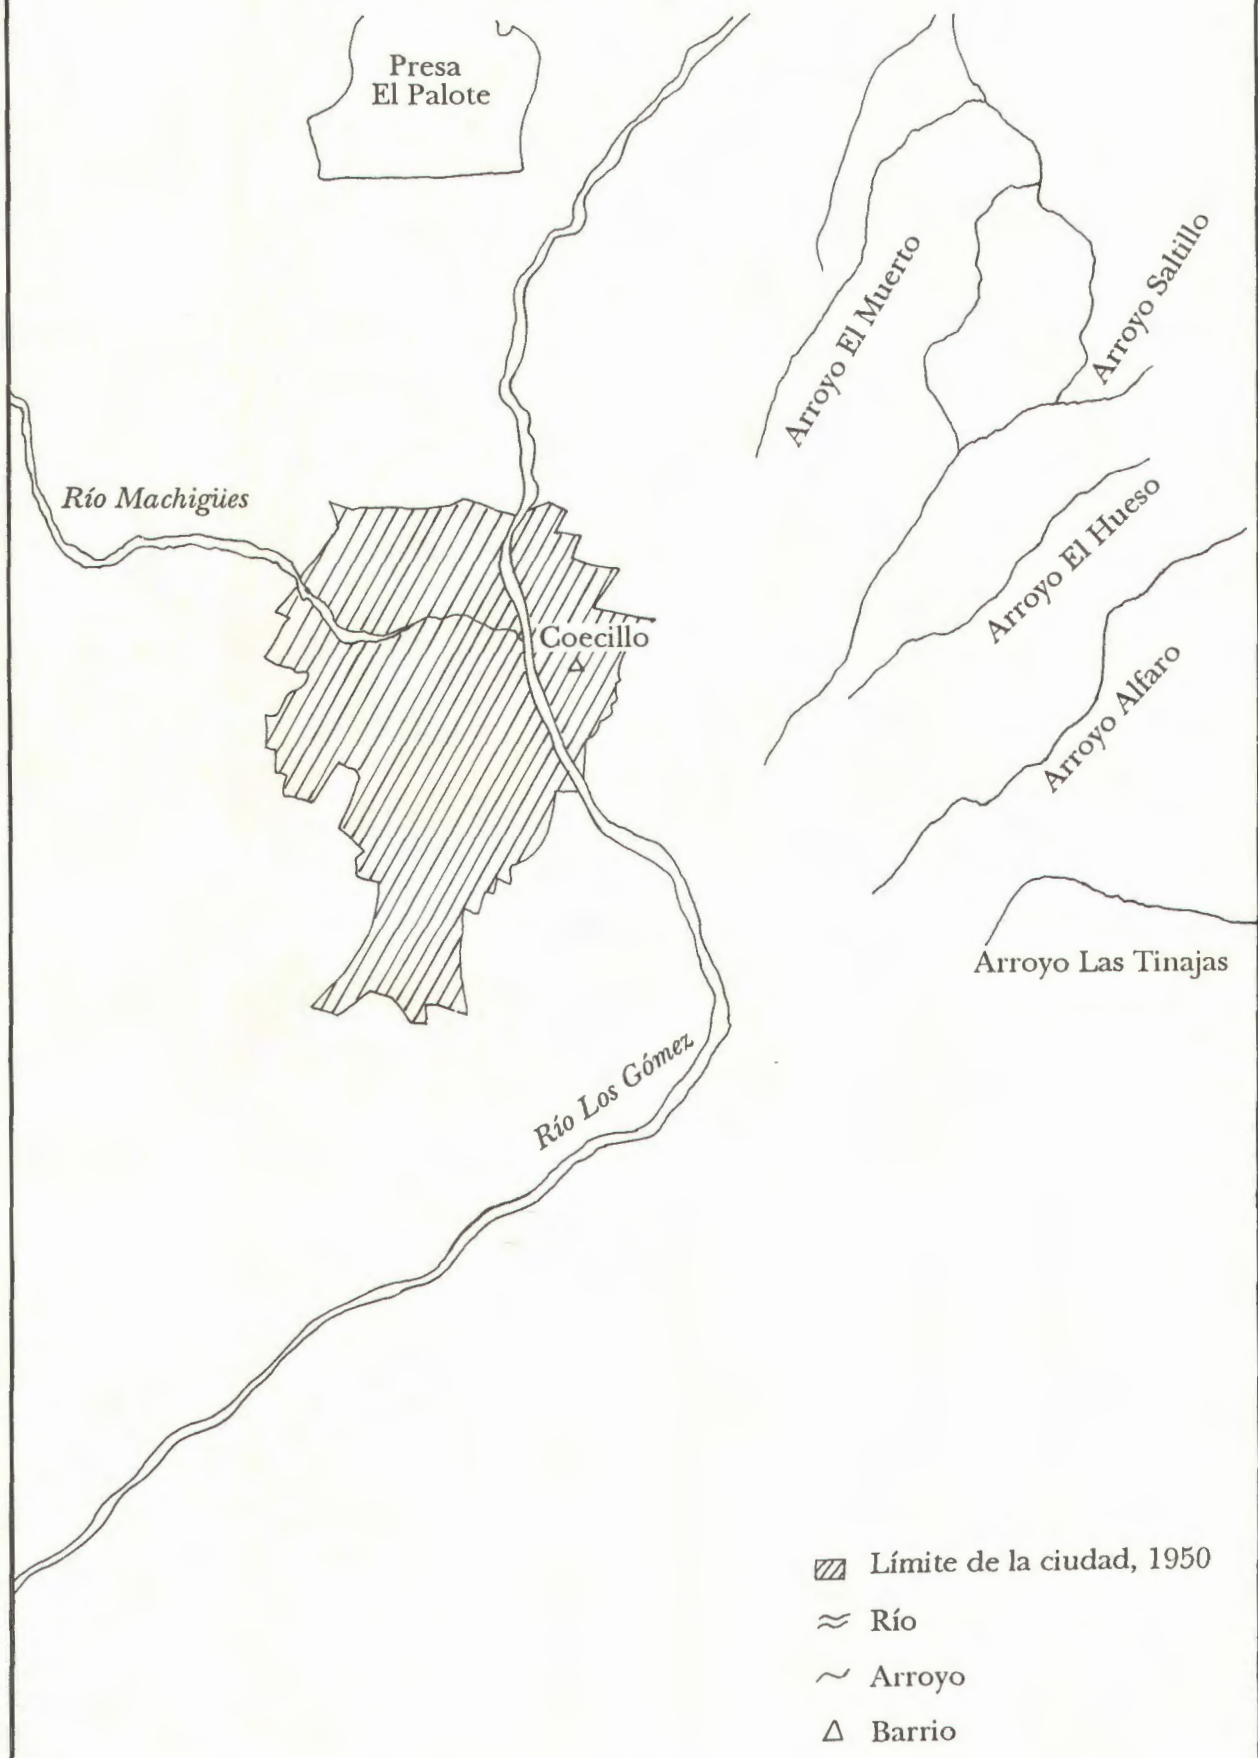 Presa
El Palote
Arroyo El Muerto
Arroyo Saltillo
Río Machigües
Arroyo El Hueso
Coecillo
Arroyo Alfaro
Arroyo Las Tinajas
Río Los Gómez
Límite de la ciudad, 1950
Río
Arroyo
Barrio